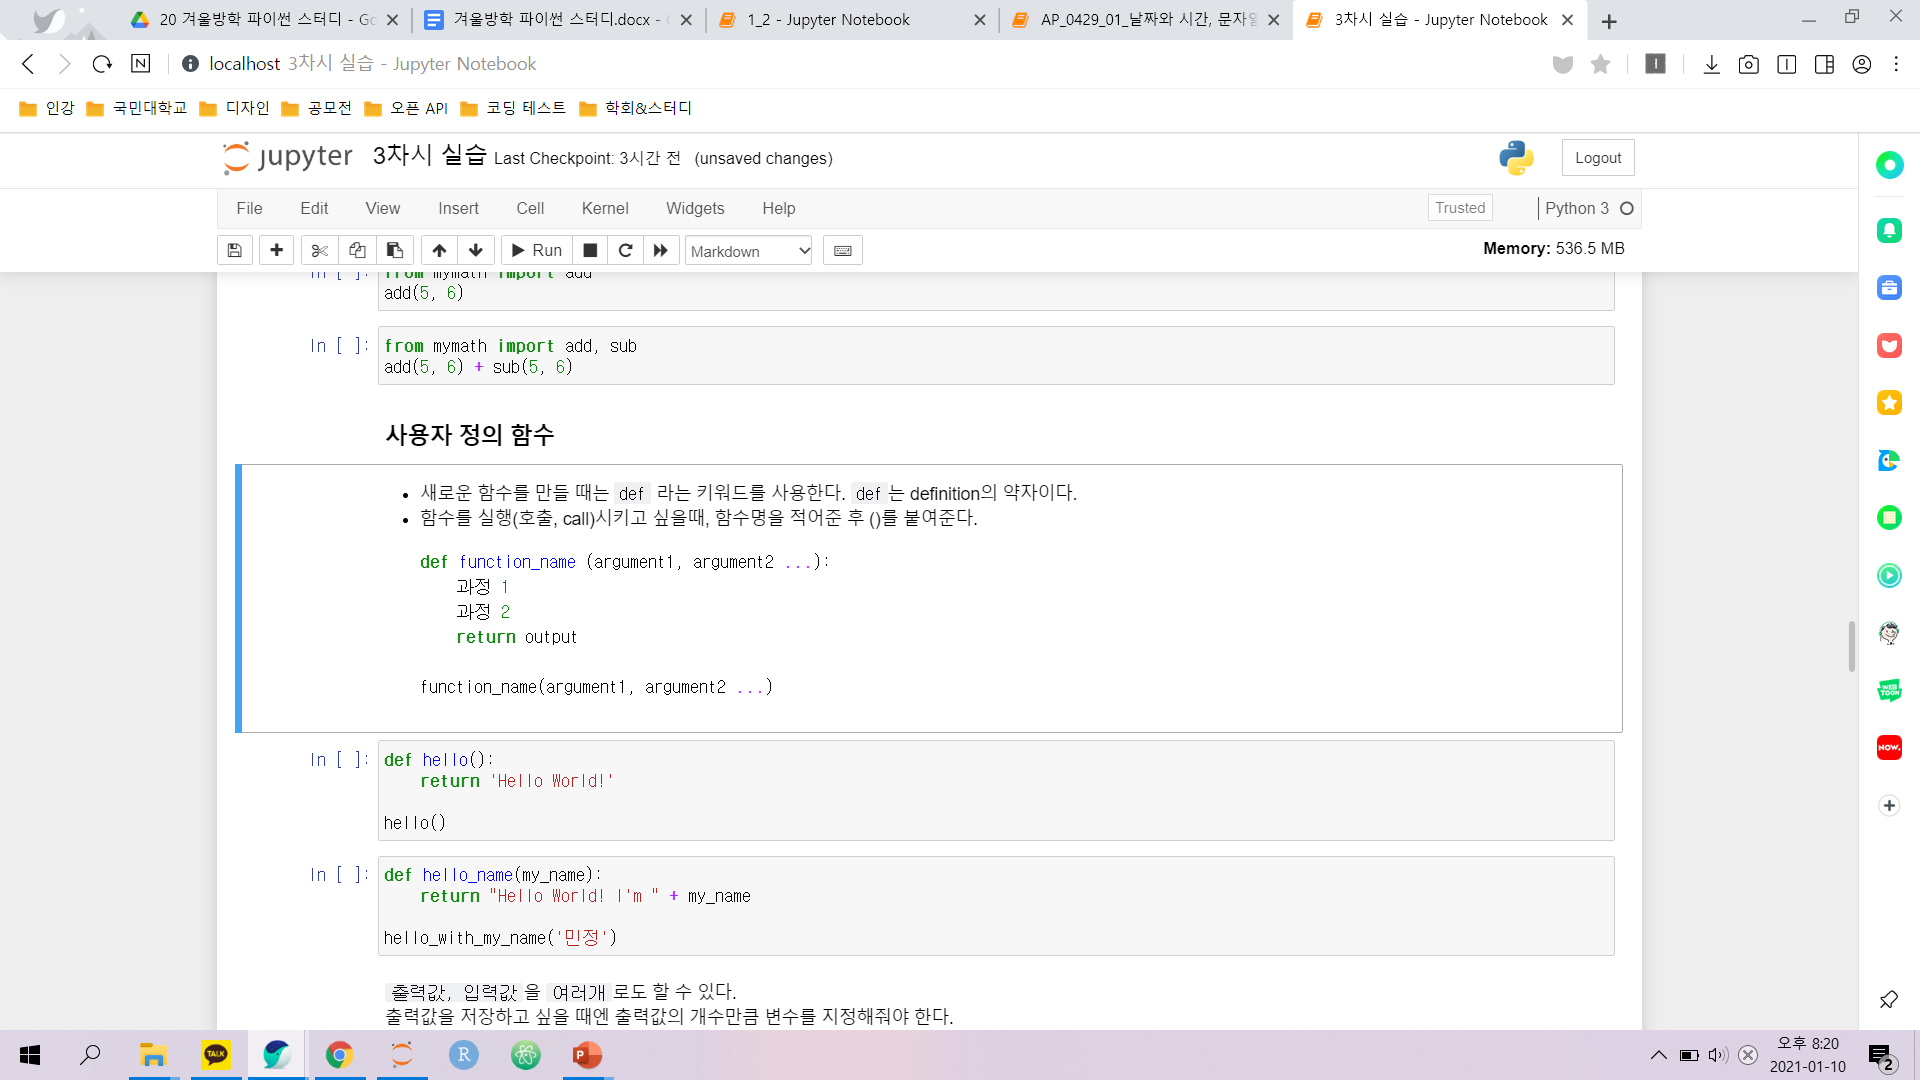 20 겨울방학 파이썬 스터디 - Go
겨울방학 파이썬 스터디.docx -
1_2 - Jupyter Notebook
AP_0429_01_날짜와 시간, 문자열
3차시 실습 - Jupyter Notebook
localhost 3차시 실습 - Jupyter Notebook
인강 국민대학교 디자인 공모전 오픈 API 코딩 테스트 학회&스터디
jupyter 3차시 실습 Last Checkpoint: 3시간 전 (unsaved changes)
Logout
File Edit View Insert Cell Kernel Widgets Help
Trusted Python 3
Run Markdown
Memory: 536.5 MB
In [ ]: from mymath import add
add(5, 6)
In [ ]: from mymath import add, sub
add(5, 6) + sub(5, 6)
사용자 정의 함수
• 새로운 함수를 만들 때는 def 라는 키워드를 사용한다. def는 definition의 약자이다.
• 함수를 실행(호출, call)시키고 싶을때, 함수명을 적어준 후 ()를 붙여준다.
def function_name (argument1, argument2 ...):
과정 1
과정 2
return output
function_name(argument1, argument2 ...)
In [ ]: def hello():
return 'Hello World!'
hello()
In [ ]: def hello_name(my_name):
return "Hello World! I'm " + my_name
hello_with_my_name('민정')
출력값, 입력값 을 여러개 로도 할 수 있다.
출력값을 저장하고 싶을 때엔 출력값의 개수만큼 변수를 지정해줘야 한다.
WEB
TOON
NOW.
TALK
오후 8:20
2021-01-10
2